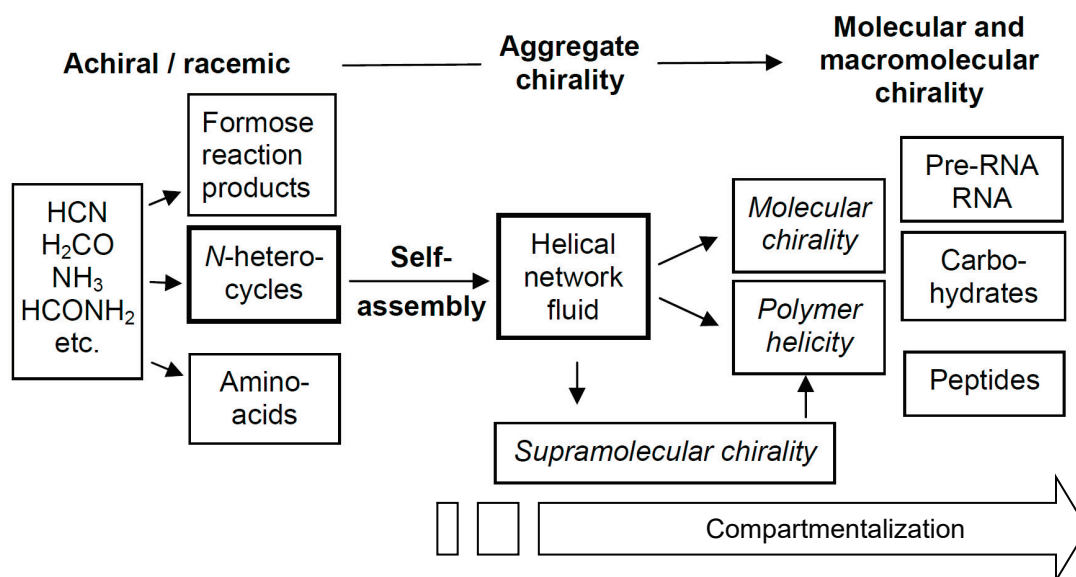 Achiral / racemic
Aggregate
chirality
Molecular and
macromolecular
chirality
HCN
H₂CO
NH₃
HCONH₂
etc.
Formose
reaction
products
N-hetero-
cycles
Amino-
acids
Self-
assembly
Helical
network
fluid
Molecular
chirality
Polymer
helicity
Supramolecular chirality
Pre-RNA
RNA
Carbo-
hydrates
Peptides
Compartmentalization